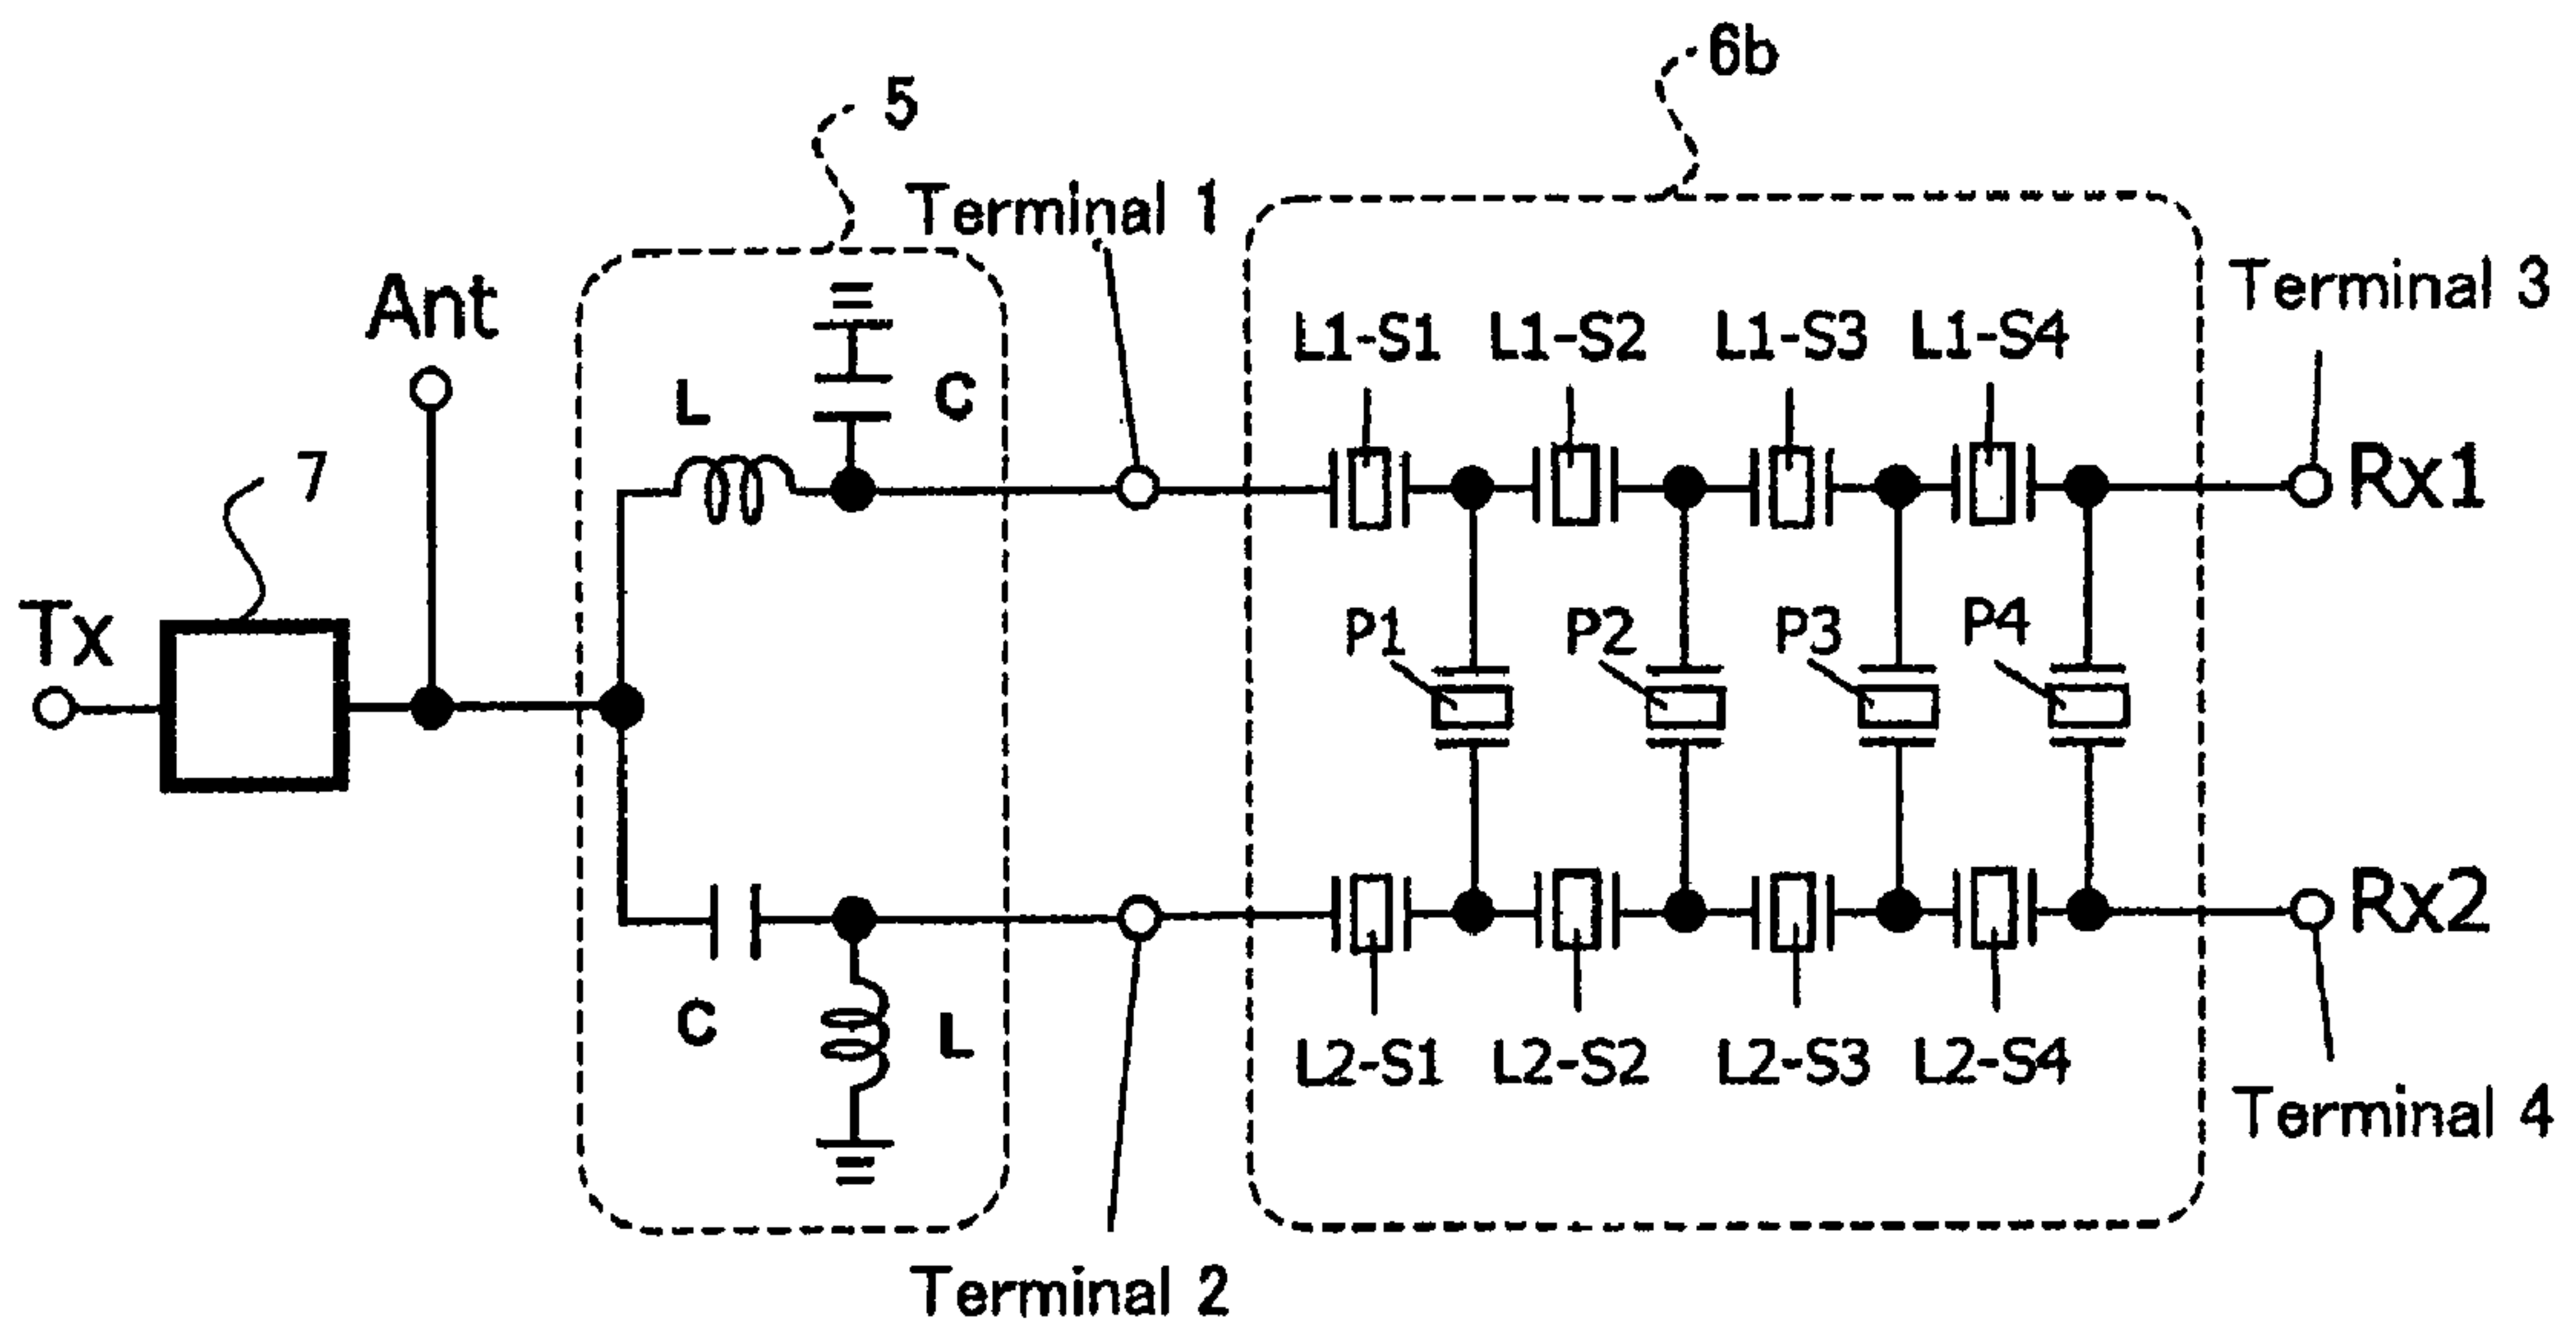 6b
5
Terminal 1
Terminal 3
Ant
L1-S1 L1-S2 L1-S3 L1-S4
L C
7
Rx1
Tx
P1 P2 P3 P4
Rx2
C L
L2-S1 L2-S2 L2-S3 L2-S4
Terminal 4
Terminal 2